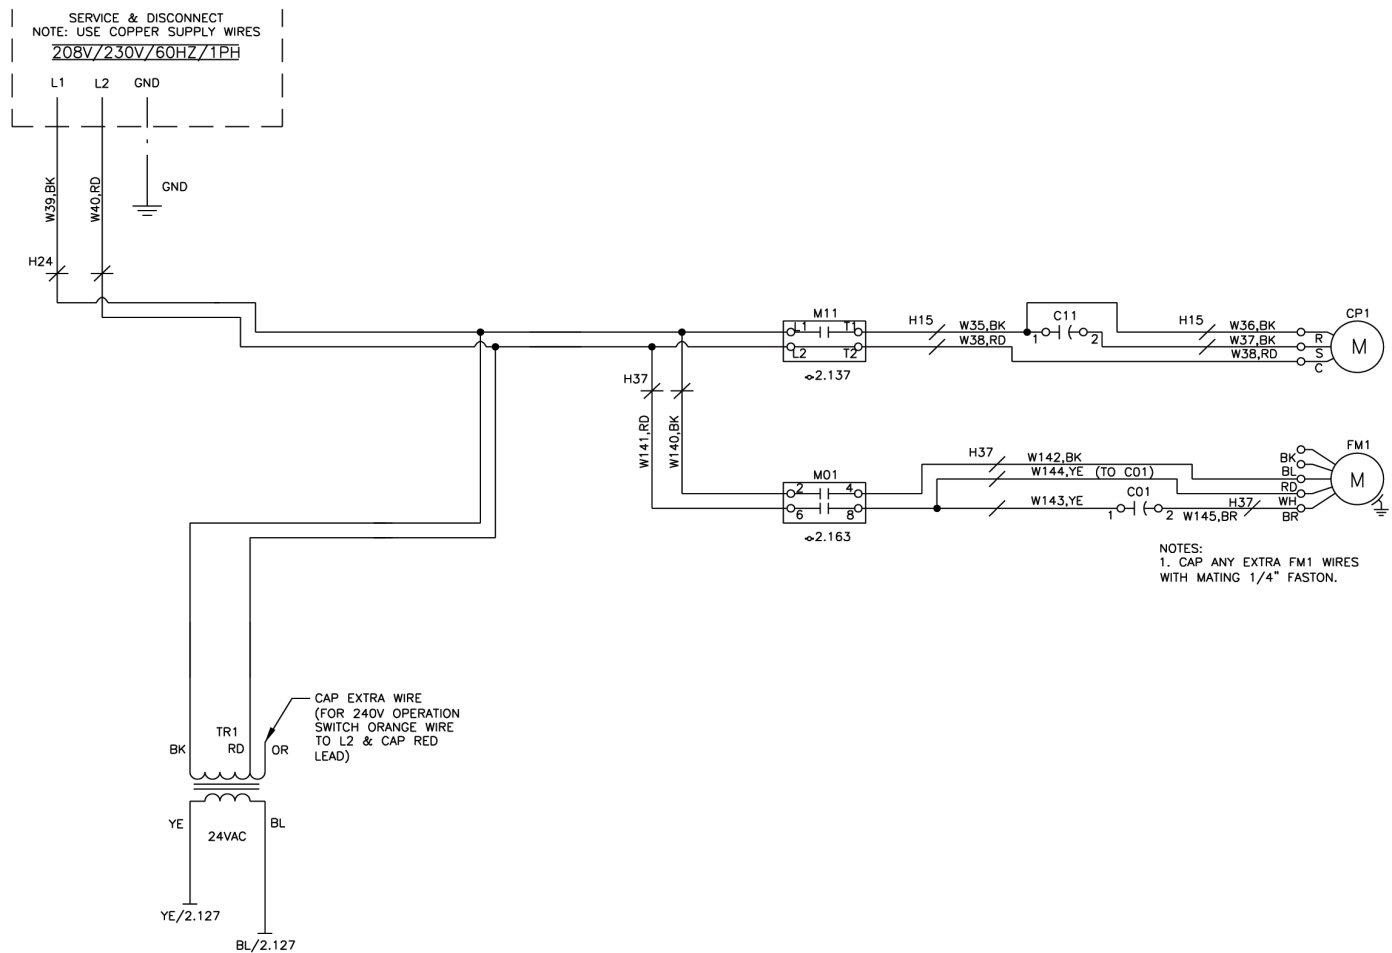 SERVICE & DISCONNECT
NOTE: USE COPPER SUPPLY WIRES
208V/230V/60HZ/1PH
L1 L2 GND
W39,BK
W40,RD
GND
H24
M11
L1 T1
L2 T2
⌀2.137
H15
W35,BK
W38,RD
C11
1 2
H15
W36,BK
W37,BK
W38,RD
R
S
C
CP1
M
H37
W141,RD
W140,BK
M01
2 4
6 8
⌀2.163
H37
W142,BK
W144,YE (TO C01)
W143,YE
C01
1 2
W145,BR
H37
BK
BL
RD
WH
BR
FM1
M
NOTES:
1. CAP ANY EXTRA FM1 WIRES
WITH MATING 1/4" FASTON.
CAP EXTRA WIRE
(FOR 240V OPERATION
SWITCH ORANGE WIRE
TO L2 & CAP RED
LEAD)
TR1
BK RD OR
YE BL
24VAC
YE/2.127
BL/2.127